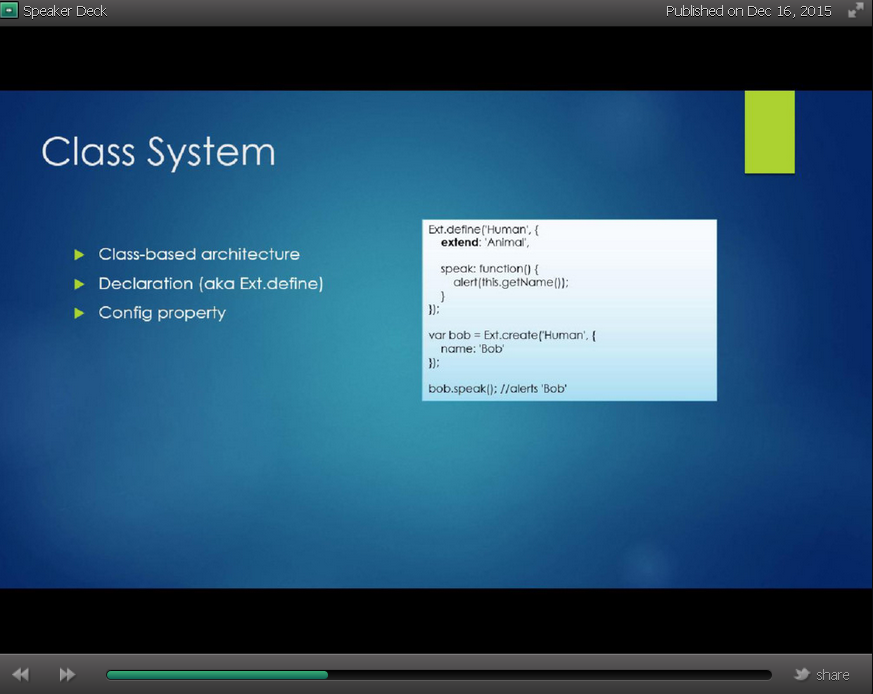 Speaker Deck
Published on Dec 16, 2015
Class System
Class-based architecture
Declaration (aka Ext.define)
Config property
Ext.define('Human', {
extend: 'Animal',
speak: function() {
alert(this.getName());
}
});
var bob = Ext.create('Human', {
name: 'Bob'
});
bob.speak(); //alerts 'Bob'
share